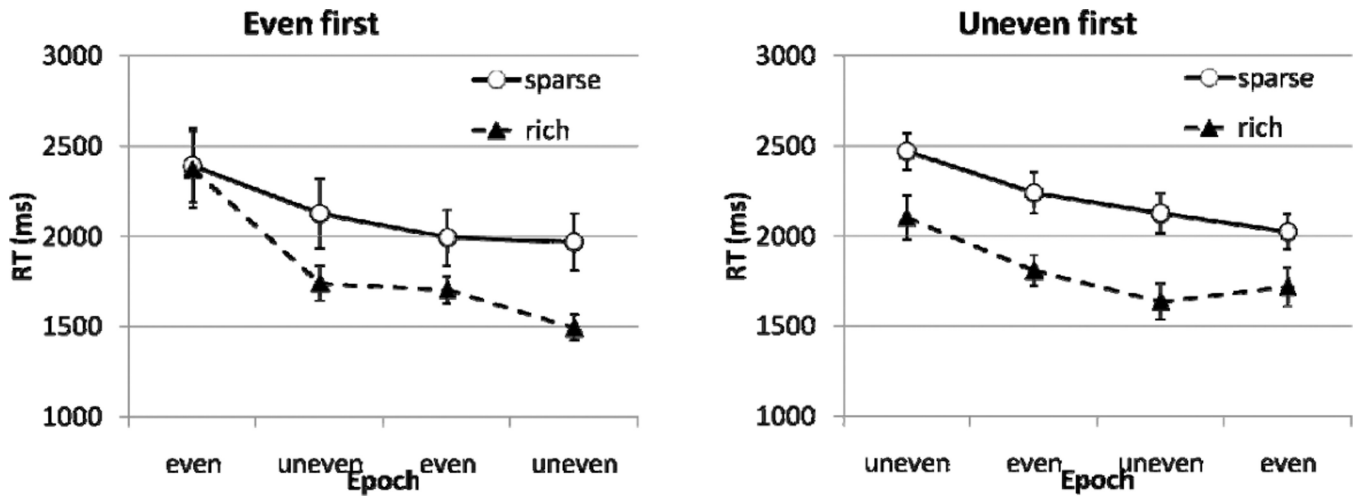 Even first
3000
2500
2000
1500
1000
RT (ms)
sparse
rich
even uneven even uneven
Epoch
Uneven first
3000
2500
2000
1500
1000
RT (ms)
sparse
rich
uneven even uneven even
Epoch